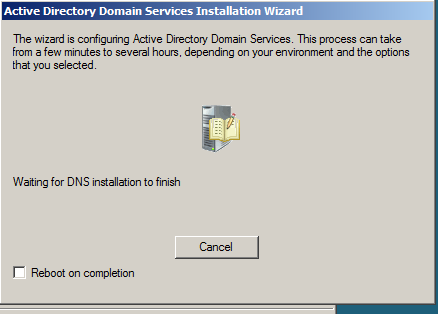 Active Directory Domain Services Installation Wizard
The wizard is configuring Active Directory Domain Services. This process can take
from a few minutes to several hours, depending on your environment and the options
that you selected.
Waiting for DNS installation to finish
Cancel
Reboot on completion